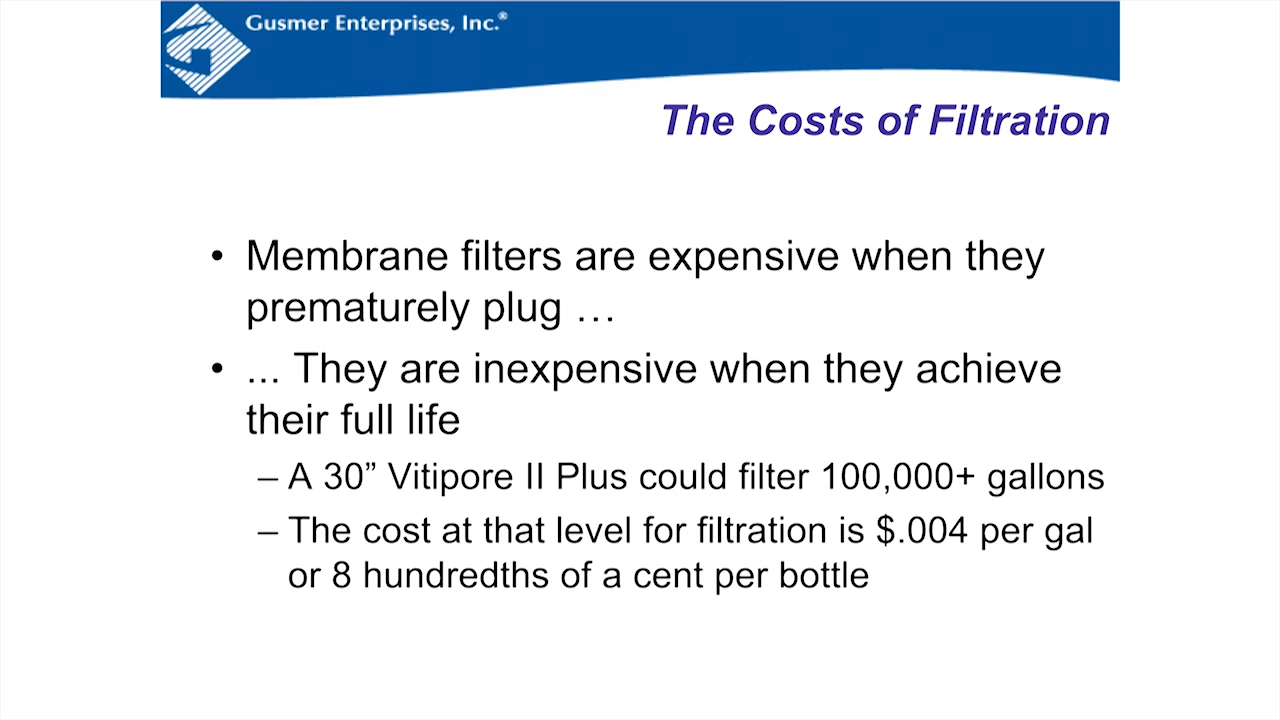 Gusmer Enterprises, Inc.®
The Costs of Filtration
• Membrane filters are expensive when they
prematurely plug …
• ... They are inexpensive when they achieve
their full life
– A 30” Vitipore II Plus could filter 100,000+ gallons
– The cost at that level for filtration is $.004 per gal
or 8 hundredths of a cent per bottle